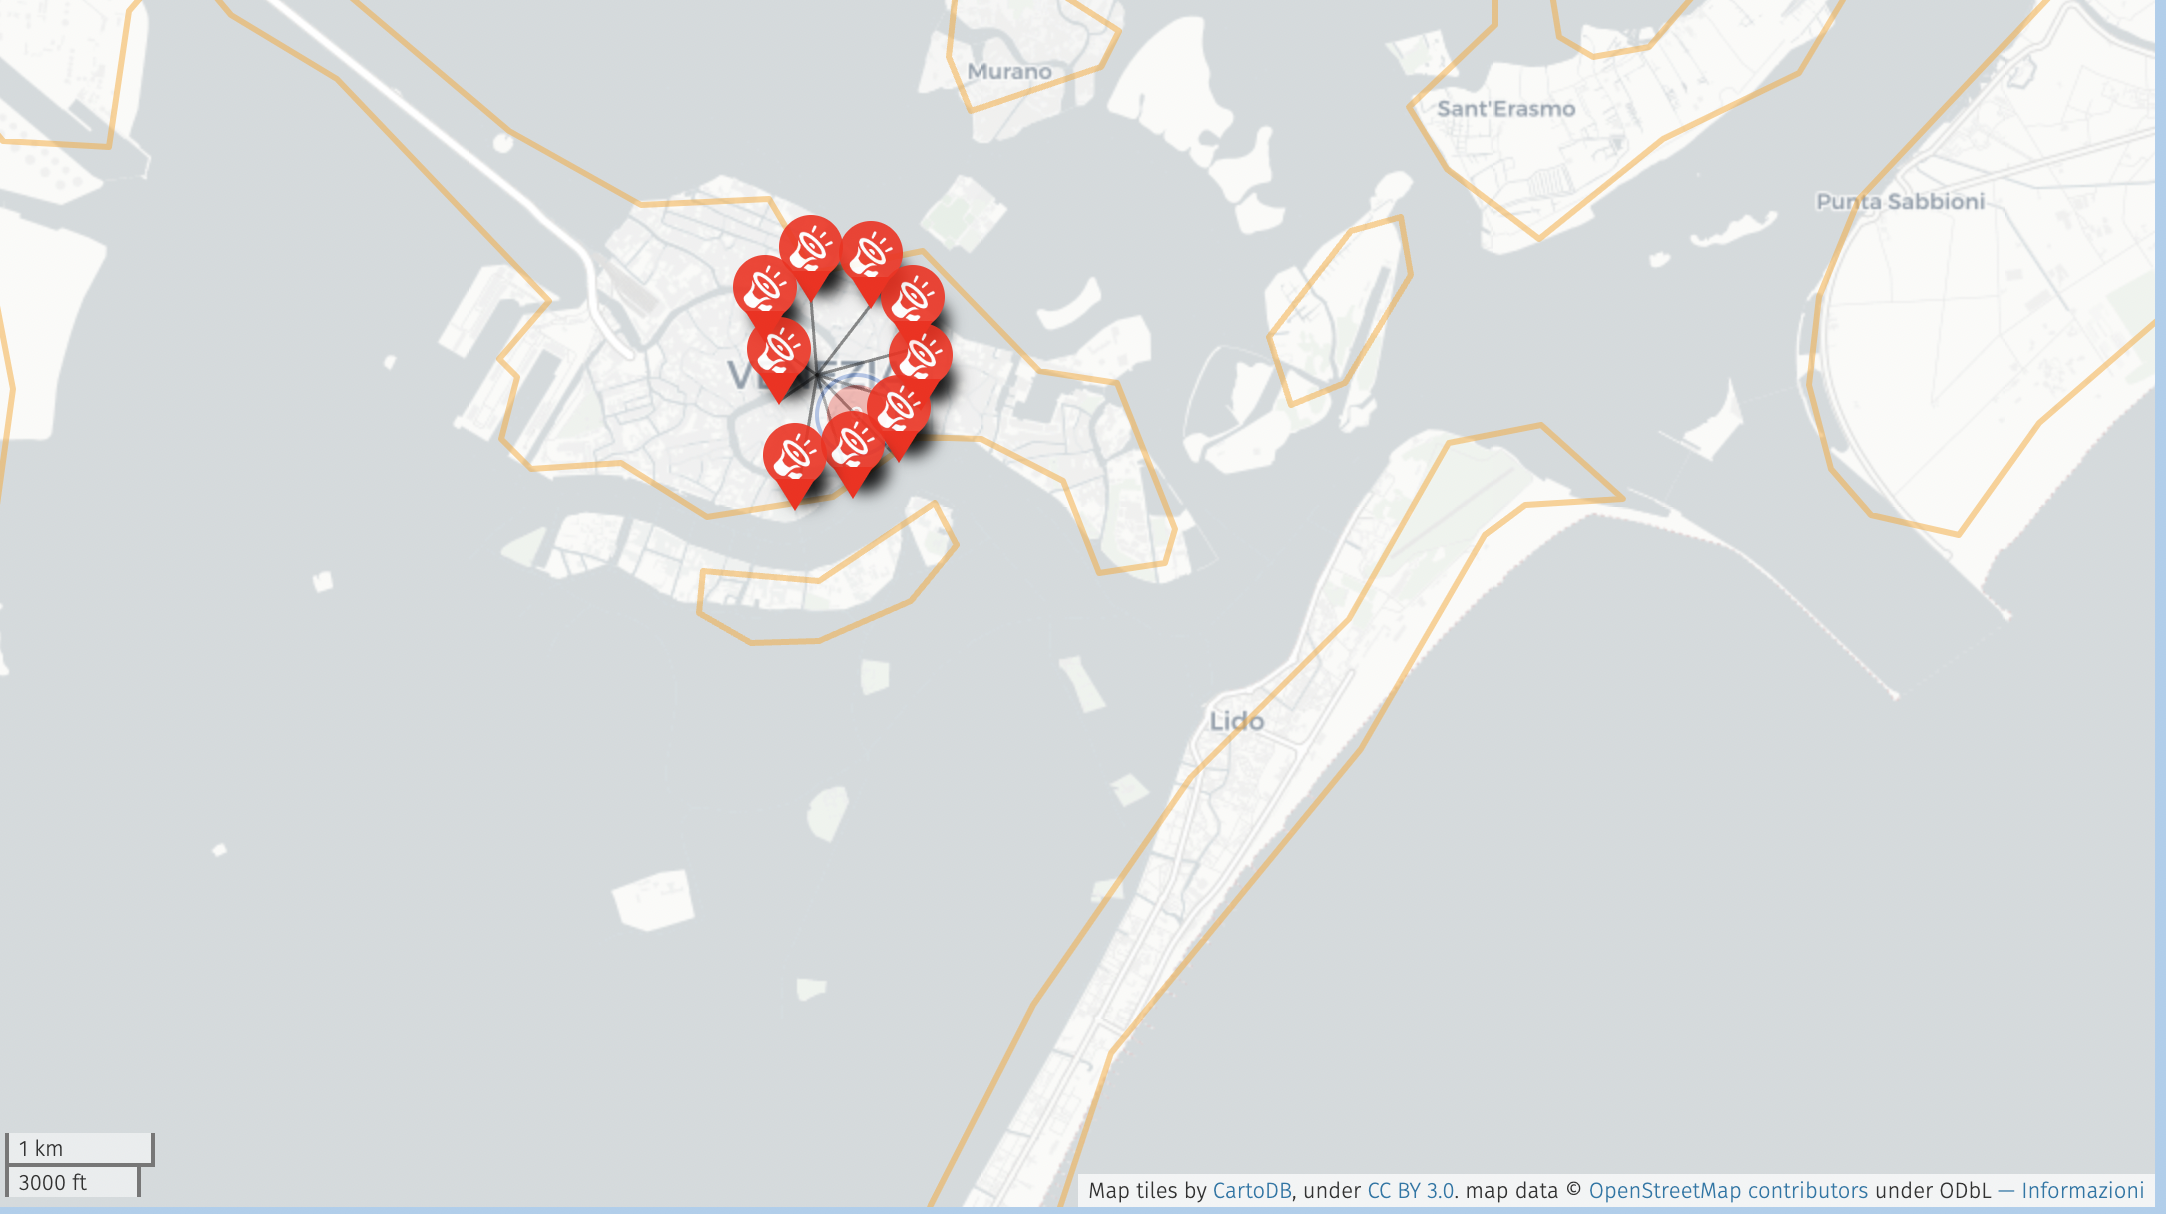 Murano
Sant'Erasmo
Punta Sabbioni
VENEZIA
Lido
1 km
3000 ft
Map tiles by CartoDB, under CC BY 3.0. map data © OpenStreetMap contributors under ODbL — Informazioni